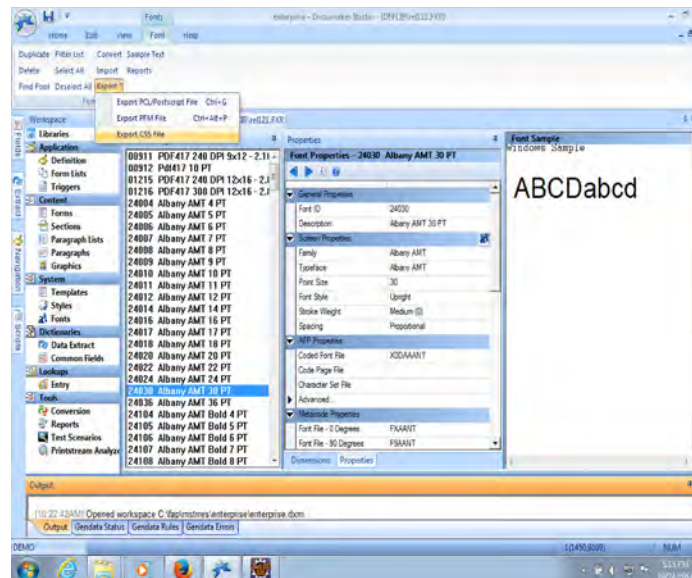 Fonts
enterprise - Documaker Studio - [DEFLIB\rel121.FXR]
Home Edit View Font Help
Duplicate Filter List Convert Sample Text
Delete Select All Import Reports
Find Font Deselect All Export
Export PCL/Postscript File Ctrl+G
Export PFM File Ctrl+Alt+P
Export CSS File
Workspace
Libraries
Application
Definition
Form Lists
Triggers
Content
Forms
Sections
Paragraph Lists
Paragraphs
Graphics
System
Templates
Styles
Fonts
Dictionaries
Data Extract
Common Fields
Lookups
Entry
Tools
Conversion
Reports
Test Scenarios
Printstream Analyze
Fields
Extract
Navigation
Scripts
00911 PDF417 240 DPI 9x12 - 2.1
00912 Pdf417 10 PT
01215 PDF417 240 DPI 12x16 - 2.
01216 PDF417 300 DPI 12x16 - 2.
24004 Albany AMT 4 PT
24005 Albany AMT 5 PT
24006 Albany AMT 6 PT
24007 Albany AMT 7 PT
24008 Albany AMT 8 PT
24009 Albany AMT 9 PT
24010 Albany AMT 10 PT
24011 Albany AMT 11 PT
24012 Albany AMT 12 PT
24014 Albany AMT 14 PT
24016 Albany AMT 16 PT
24017 Albany AMT 17 PT
24018 Albany AMT 18 PT
24020 Albany AMT 20 PT
24022 Albany AMT 22 PT
24024 Albany AMT 24 PT
24030 Albany AMT 30 PT
24036 Albany AMT 36 PT
24104 Albany AMT Bold 4 PT
24105 Albany AMT Bold 5 PT
24106 Albany AMT Bold 6 PT
24107 Albany AMT Bold 7 PT
24108 Albany AMT Bold 8 PT
Properties
Font Properties - 24030 Albany AMT 30 PT
General Properties
Font ID 24030
Description Albany AMT 30 PT
Screen Properties
Family Albany AMT
Typeface Albany AMT
Point Size 30
Font Style Upright
Stroke Weight Medium (0)
Spacing Proportional
AFP Properties
Coded Font File X0DAAANT
Code Page File
Character Set File
Advanced...
Metacode Properties
Font File - 0 Degrees FXAANT
Font File - 90 Degrees F9AANT
Dimensions Properties
Font Sample
Windows Sample
ABCDabcd
Output
Opened workspace C:\fap\mstrres\enterprise\enterprise.dxm.
Output Gendata Status Gendata Rules Gendata Errors
DEMO
NUM